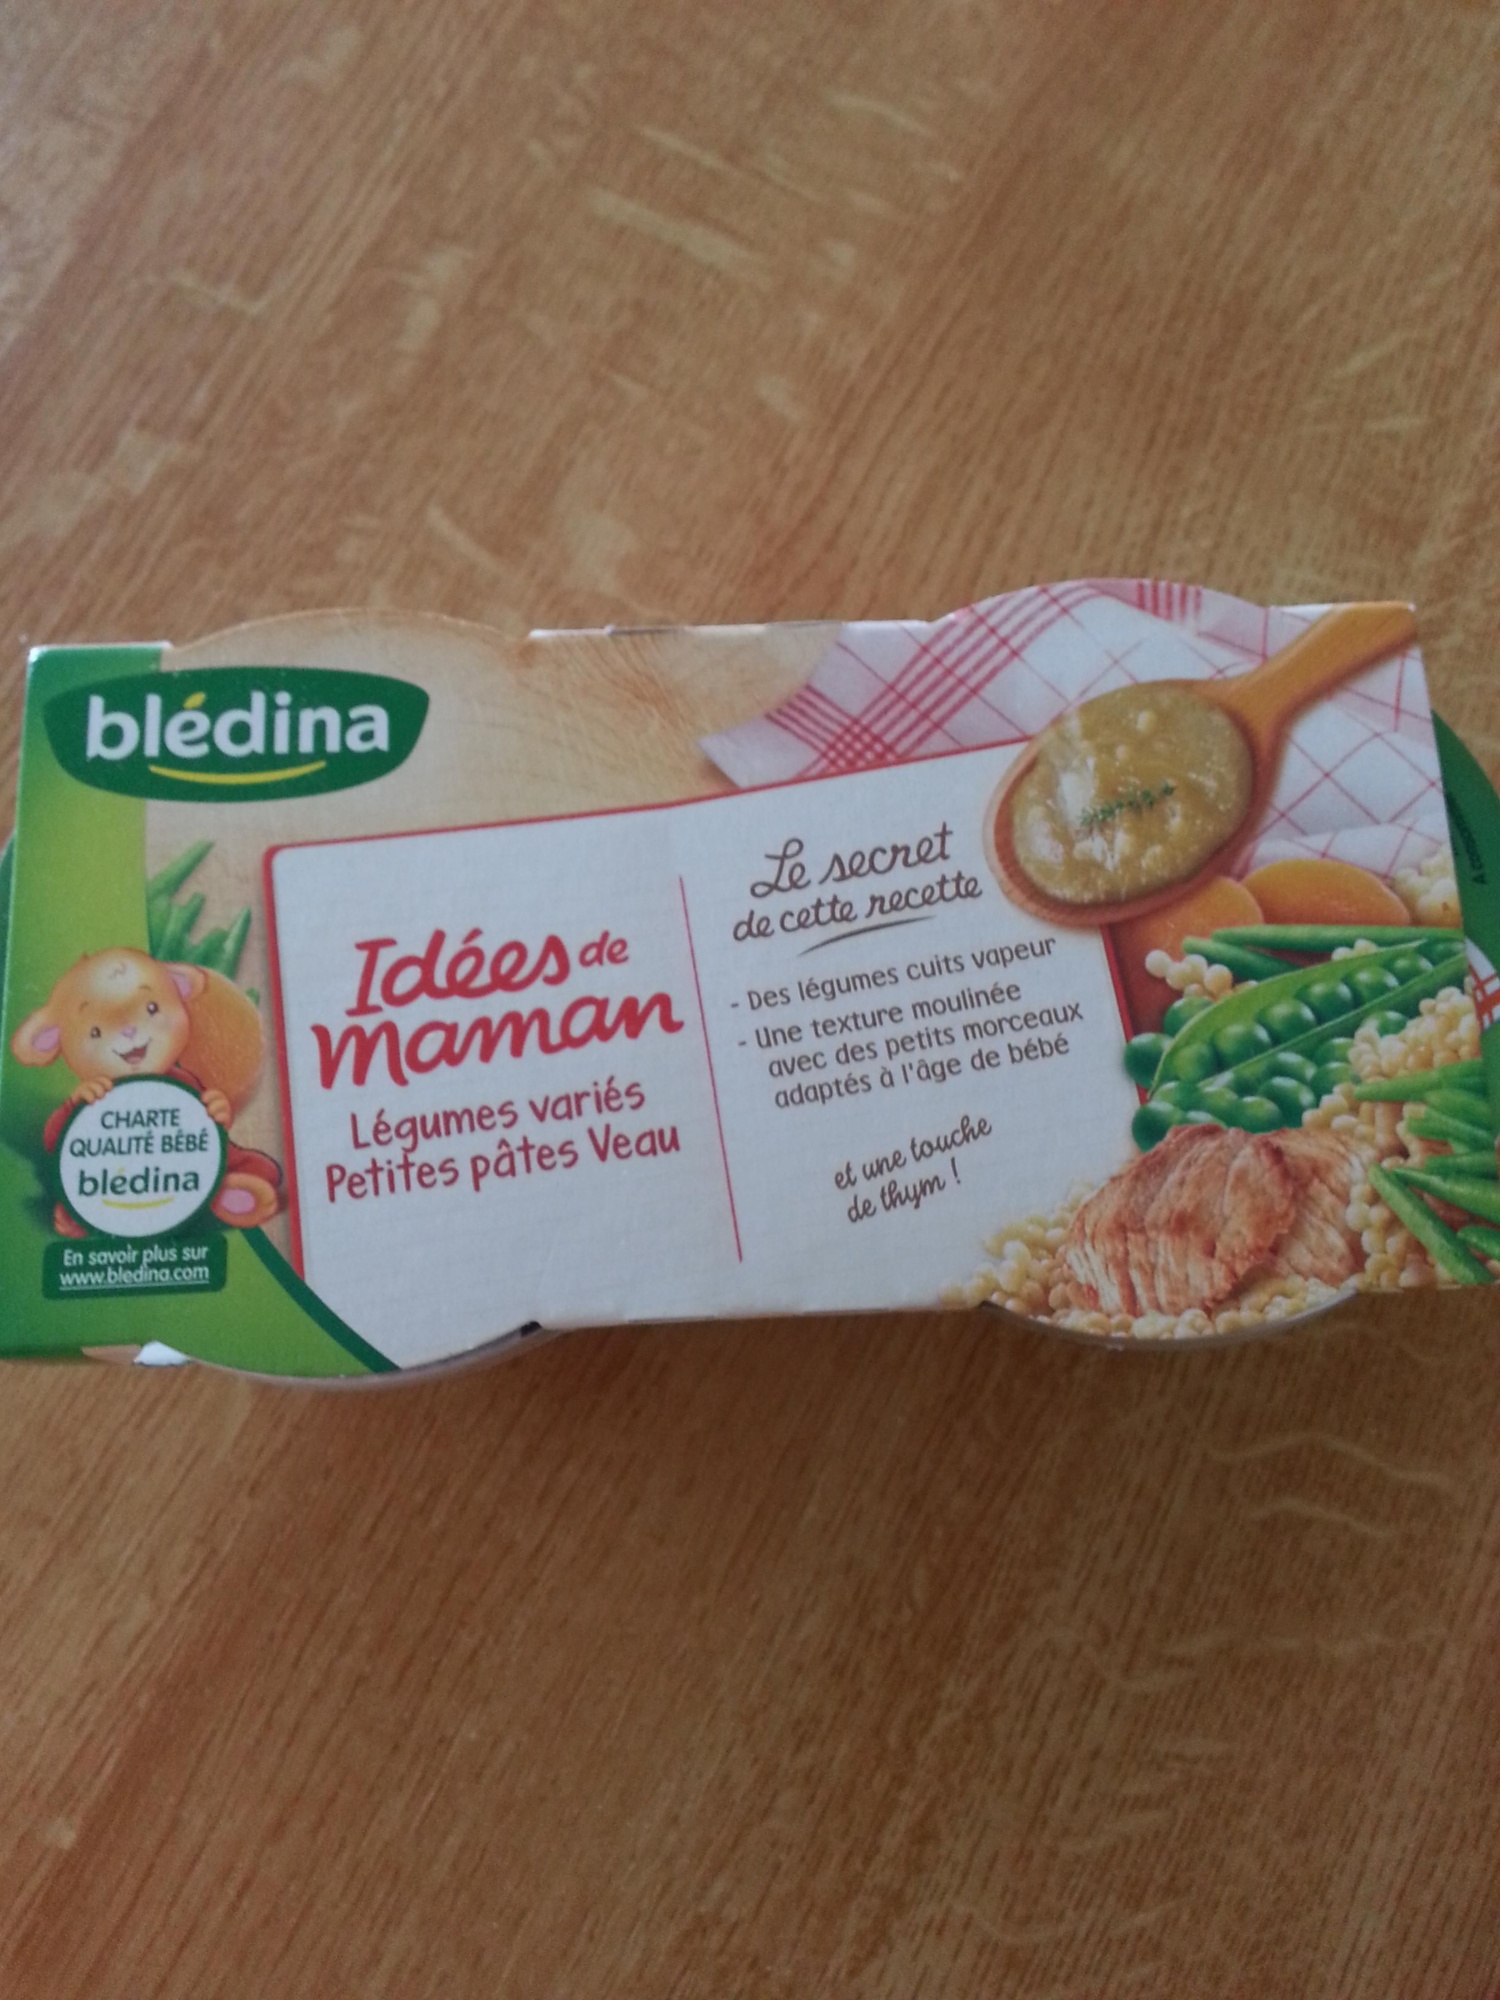 blédina
Idées de
maman
Légumes variés
Petites pâtes Veau
Le secret
de cette recette
- Des légumes cuits vapeur
- Une texture moulinée
avec des petits morceaux
adaptés à l'âge de bébé
et une touche
de thym !
CHARTE
QUALITÉ BÉBÉ
blédina
En savoir plus sur
www.bledina.com